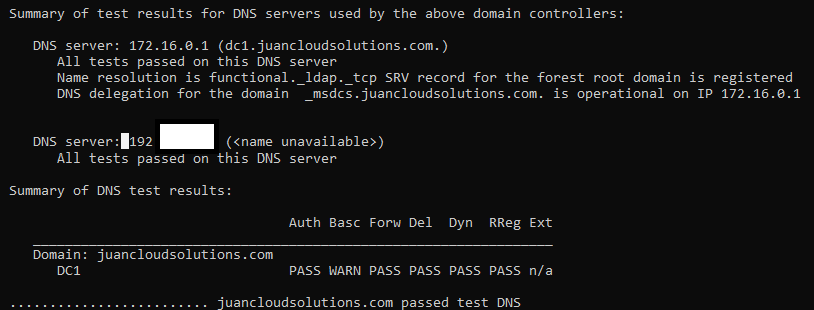 Summary of test results for DNS servers used by the above domain controllers:
DNS server: 172.16.0.1 (dc1.juancloudsolutions.com.)
All tests passed on this DNS server
Name resolution is functional._ldap._tcp SRV record for the forest root domain is registered
DNS delegation for the domain _msdcs.juancloudsolutions.com. is operational on IP 172.16.0.1
DNS server: 192 (<name unavailable>)
All tests passed on this DNS server
Summary of DNS test results:
Auth Basc Forw Del Dyn RReg Ext
_________________________________________________________________
Domain: juancloudsolutions.com
DC1 PASS WARN PASS PASS PASS PASS n/a
......................... juancloudsolutions.com passed test DNS